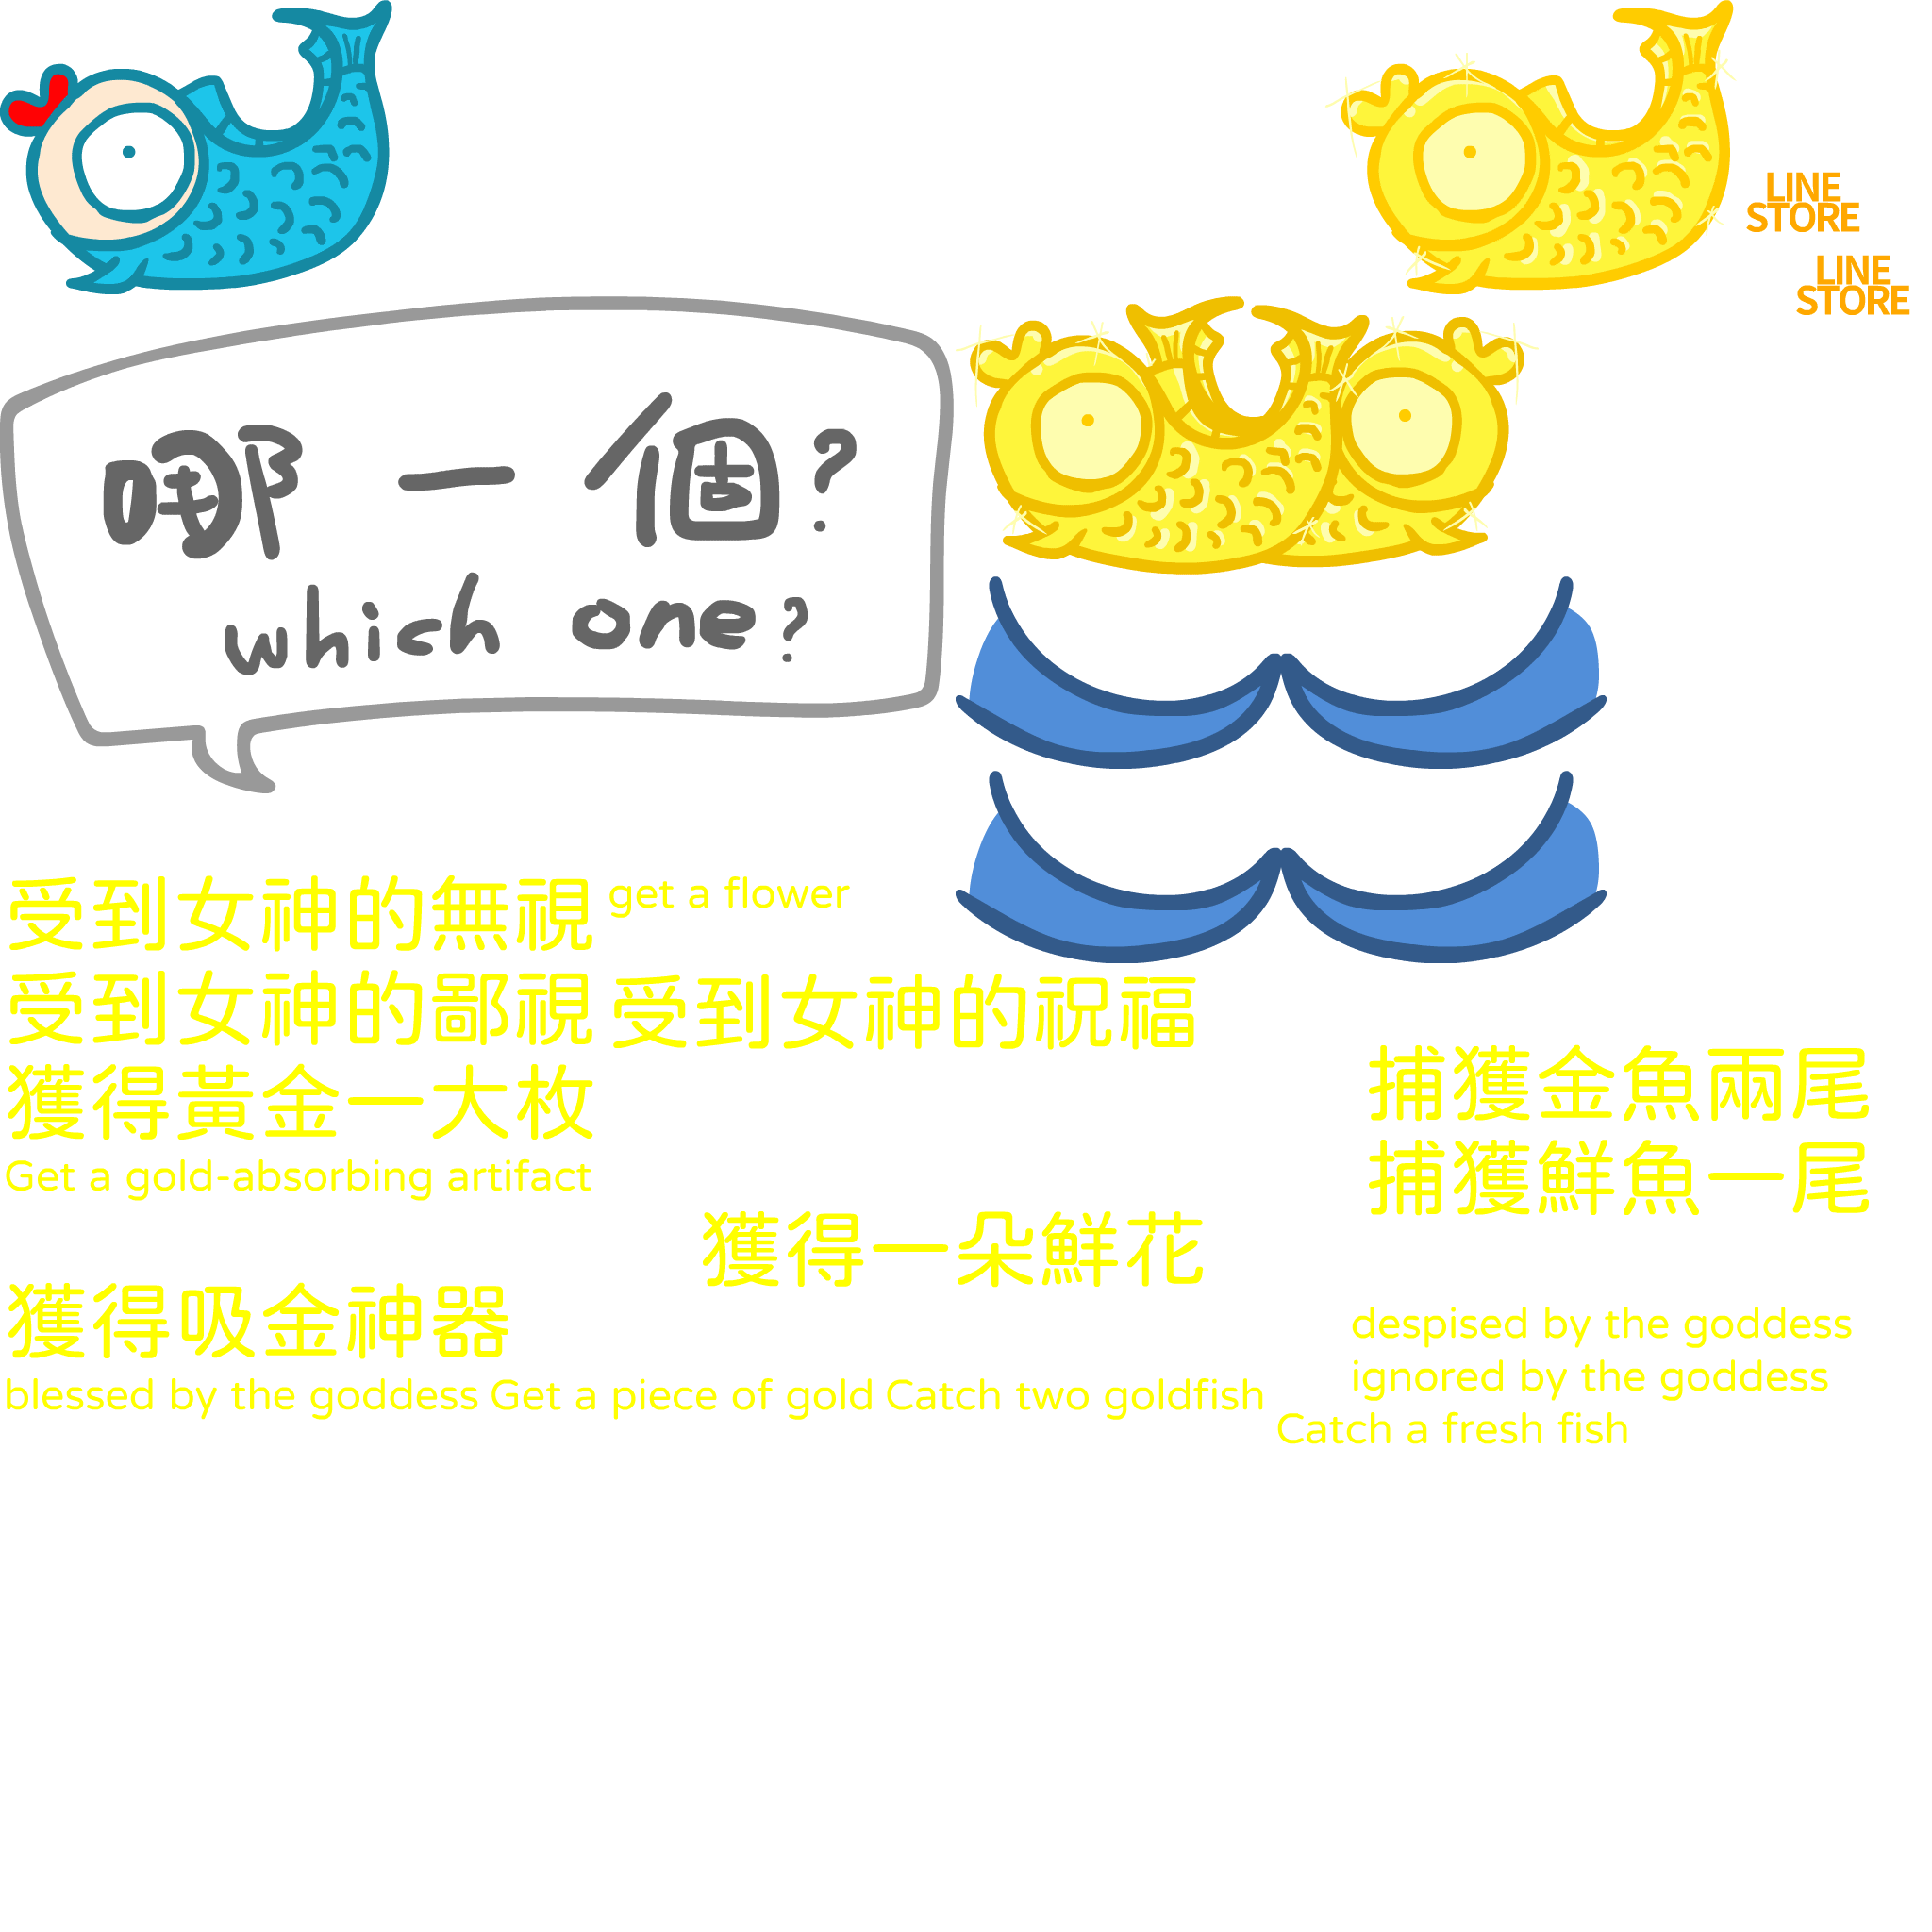 LINE
STORE
LINE
STORE
哪一個?
which one?
受到女神的無視
get a flower
受到女神的鄙視
受到女神的祝福
獲得黃金一大枚
捕獲金魚兩尾
Get a gold-absorbing artifact
捕獲鮮魚一尾
獲得一朵鮮花
獲得吸金神器
despised by the goddess
ignored by the goddess
blessed by the goddess
Get a piece of gold
Catch two goldfish
Catch a fresh fish